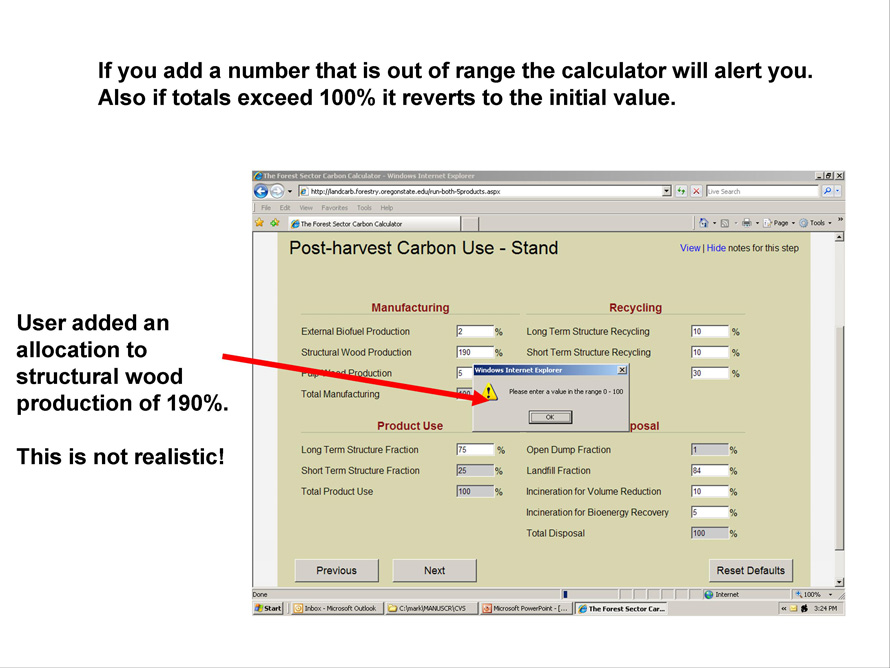 If you add a number that is out of range the calculator will alert you.
Also if totals exceed 100% it reverts to the initial value.
The Forest Sector Carbon Calculator - Windows Internet Explorer
http://landcarb.forestry.oregonstate.edu/run-both-5products.aspx
Live Search
File Edit View Favorites Tools Help
The Forest Sector Carbon Calculator
Page Tools »
Post-harvest Carbon Use - Stand
View | Hide notes for this step
Manufacturing
Recycling
External Biofuel Production 2 %
Long Term Structure Recycling 10 %
Structural Wood Production 190 %
Short Term Structure Recycling 10 %
Production 5
30 %
Total Manufacturing
Windows Internet Explorer
Please enter a value in the range 0 - 100
OK
User added an
allocation to
structural wood
production of 190%.
This is not realistic!
Product Use
posal
Long Term Structure Fraction 75 %
Open Dump Fraction 1 %
Short Term Structure Fraction 25 %
Landfill Fraction 84 %
Total Product Use 100 %
Incineration for Volume Reduction 10 %
Incineration for Bioenergy Recovery 5 %
Total Disposal 100 %
Previous Next Reset Defaults
Done Internet 100%
Start Inbox - Microsoft Outlook C:\mark\MANUSCR\CVS Microsoft PowerPoint - [... The Forest Sector Car... « 3:24 PM